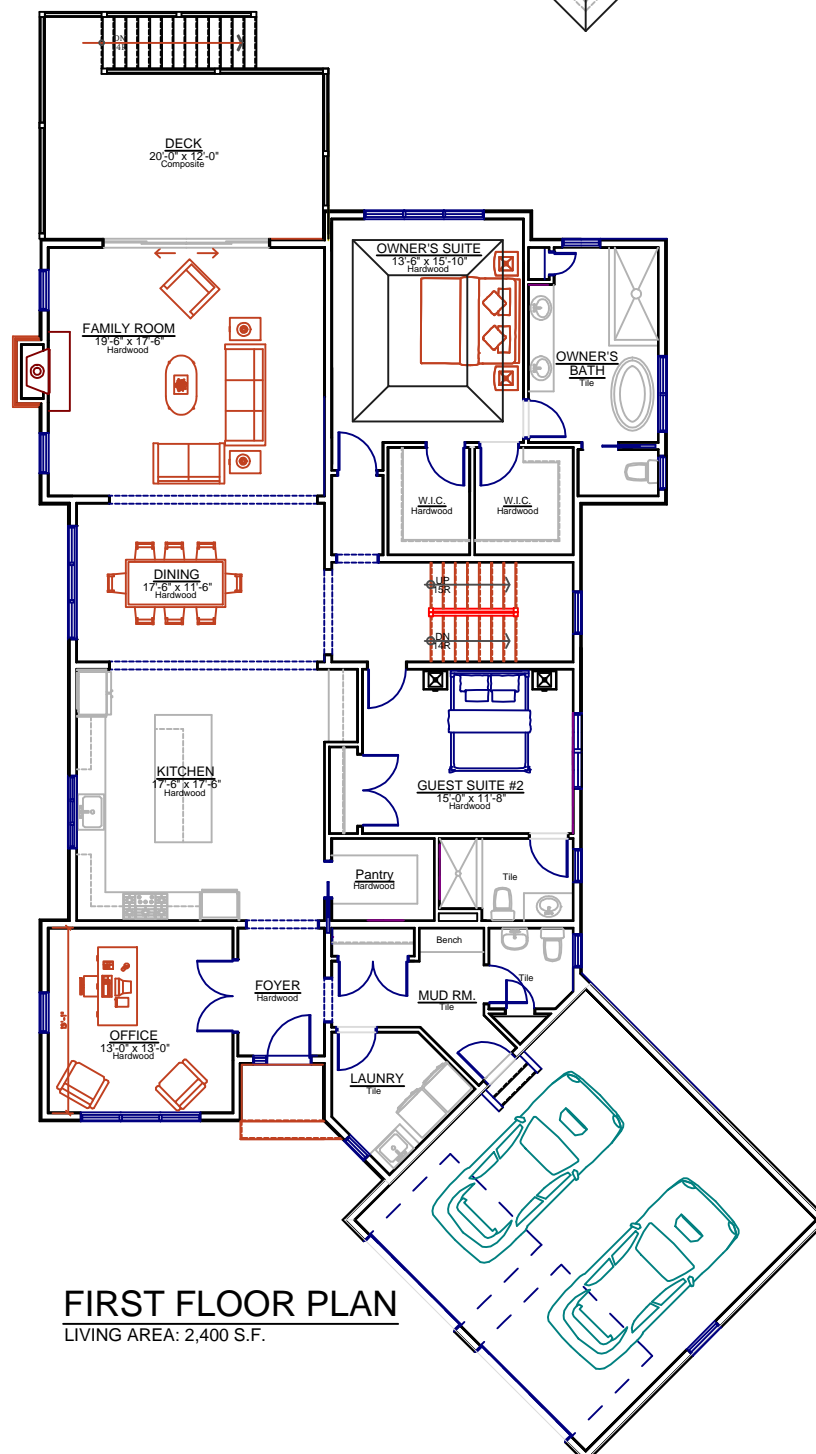 DN
14R
DECK
20'-0" x 12'-0"
Composite
OWNER'S SUITE
13'-6" x 15'-10"
Hardwood
FAMILY ROOM
19'-6" x 17'-6"
Hardwood
OWNER'S
BATH
Tile
W.I.C.
Hardwood
W.I.C.
Hardwood
DINING
17'-6" x 11'-6"
Hardwood
UP
15R
DN
14R
KITCHEN
17'-6" x 17'-6"
Hardwood
GUEST SUITE #2
15'-0" x 11'-8"
Hardwood
Pantry
Hardwood
Tile
Bench
Tile
FOYER
Hardwood
MUD RM.
Tile
OFFICE
13'-0" x 13'-0"
Hardwood
LAUNRY
Tile
FIRST FLOOR PLAN
LIVING AREA: 2,400 S.F.